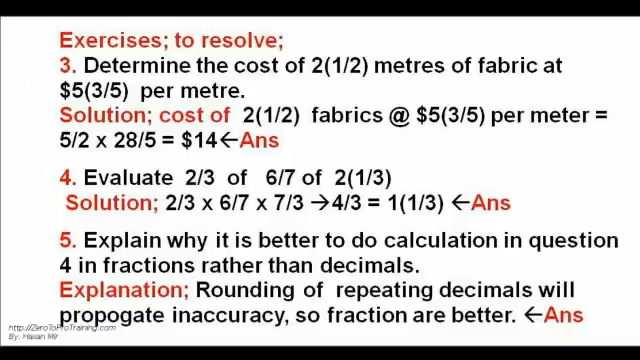 Exercises; to resolve;
3. Determine the cost of 2(1/2) metres of fabric at
$5(3/5) per metre.
Solution; cost of 2(1/2) fabrics @ $5(3/5) per meter =
5/2 x 28/5 = $14←Ans
4. Evaluate 2/3 of 6/7 of 2(1/3)
Solution; 2/3 x 6/7 x 7/3 →4/3 = 1(1/3) ←Ans
5. Explain why it is better to do calculation in question
4 in fractions rather than decimals.
Explanation; Rounding of repeating decimals will
propogate inaccuracy, so fraction are better. ←Ans
http://ZeroToProTraining.com
By: Hasan Mir